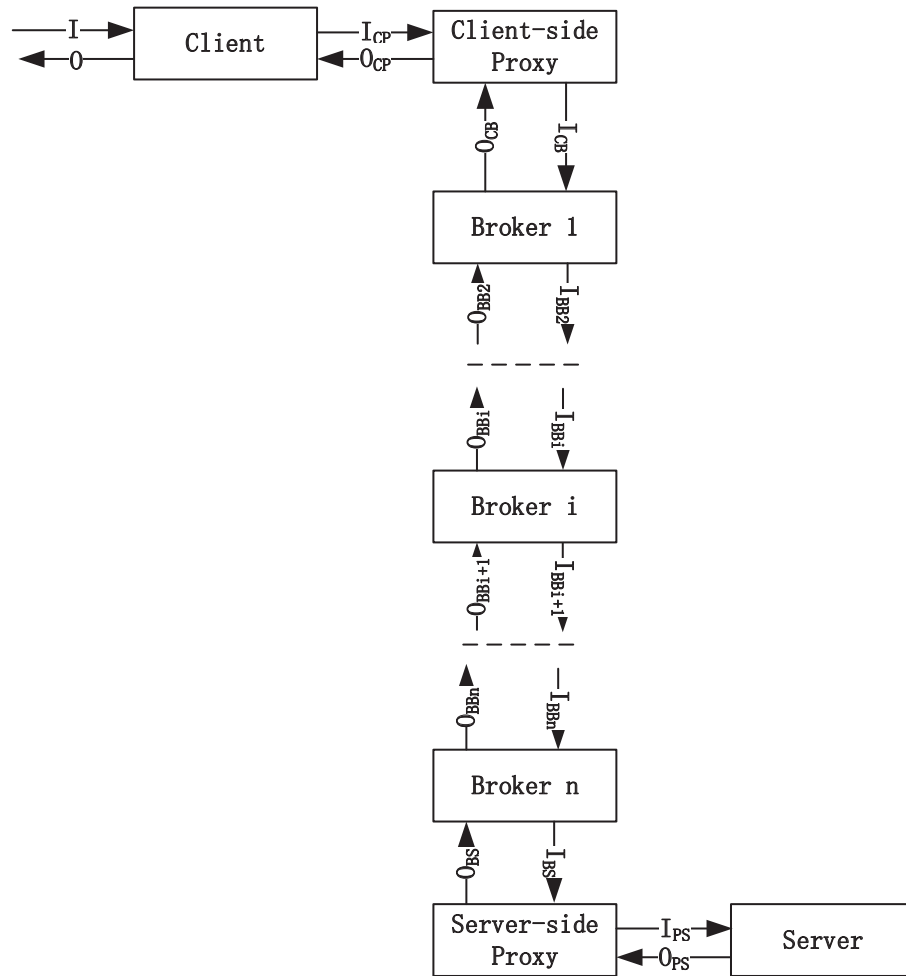 I
O
Client
I_CP
O_CP
Client-side
Proxy
O_CB
I_CB
Broker 1
O_BB2
I_BB2
O_BBi
I_BBi
Broker i
O_BBi+1
I_BBi+1
O_BBn
I_BBn
Broker n
O_BS
I_BS
Server-side
Proxy
I_PS
O_PS
Server